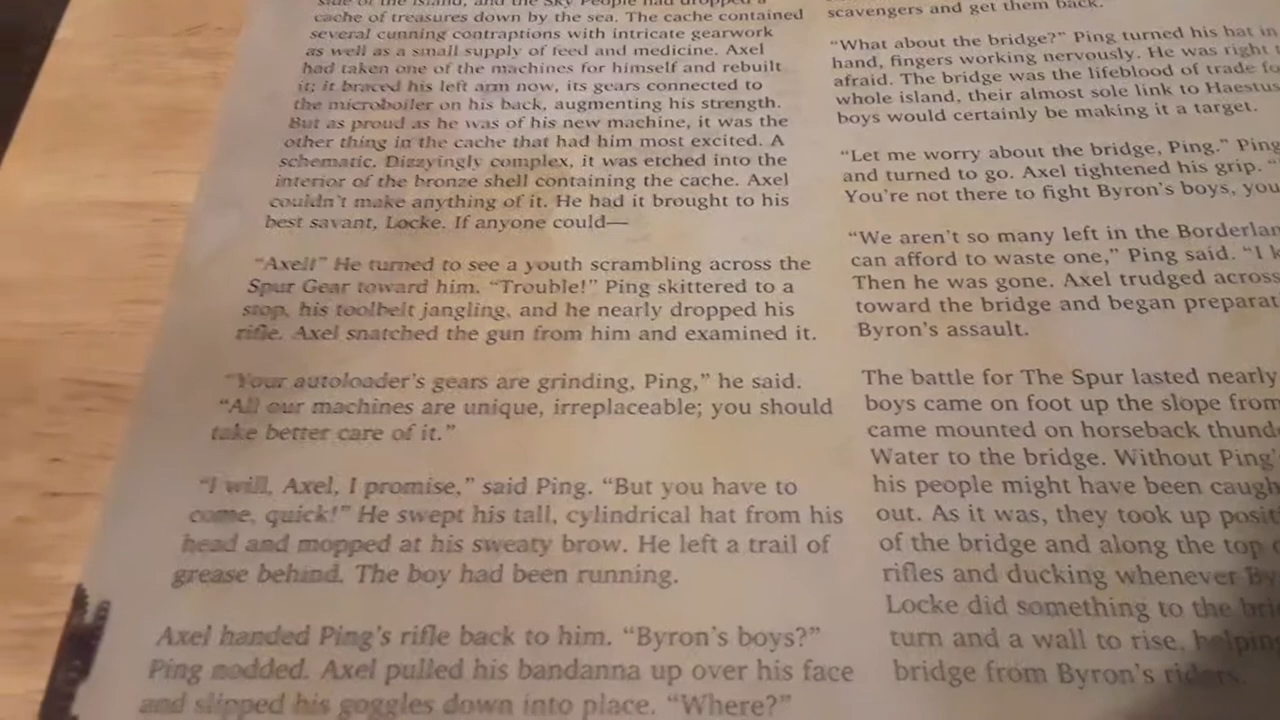 side of the island, and the Sky People had dropped a
cache of treasures down by the sea. The cache contained
several cunning contraptions with intricate gearwork
as well as a small supply of feed and medicine. Axel
had taken one of the machines for himself and rebuilt
it; it braced his left arm now, its gears connected to
the microboiler on his back, augmenting his strength.
But as proud as he was of his new machine, it was the
other thing in the cache that had him most excited. A
schematic. Dizzyingly complex, it was etched into the
interior of the bronze shell containing the cache. Axel
couldn't make anything of it. He had it brought to his
best savant, Locke. If anyone could—
"Axel!" He turned to see a youth scrambling across the
Spur Gear toward him. "Trouble!" Ping skittered to a
stop, his toolbelt jangling, and he nearly dropped his
rifle. Axel snatched the gun from him and examined it.
"Your autoloader's gears are grinding, Ping," he said.
"All our machines are unique, irreplaceable; you should
take better care of it."
"I will, Axel, I promise," said Ping. "But you have to
come, quick!" He swept his tall, cylindrical hat from his
head and mopped at his sweaty brow. He left a trail of
grease behind. The boy had been running.
Axel handed Ping's rifle back to him. "Byron's boys?"
Ping nodded. Axel pulled his bandanna up over his face
and slipped his goggles down into place. "Where?"
scavengers and get them back."
"What about the bridge?" Ping turned his hat in
hand, fingers working nervously. He was right
afraid. The bridge was the lifeblood of trade fo
whole island, their almost sole link to Haestus
boys would certainly be making it a target.
"Let me worry about the bridge, Ping." Ping
and turned to go. Axel tightened his grip. "
You're not there to fight Byron's boys, you
"We aren't so many left in the Borderlan
can afford to waste one," Ping said. "I k
Then he was gone. Axel trudged across
toward the bridge and began preparat
Byron's assault.
The battle for The Spur lasted nearly
boys came on foot up the slope from
came mounted on horseback thund
Water to the bridge. Without Ping'
his people might have been caugh
out. As it was, they took up posit
of the bridge and along the top
rifles and ducking whenever By
Locke did something to the bri
turn and a wall to rise, helping
bridge from Byron's riders.